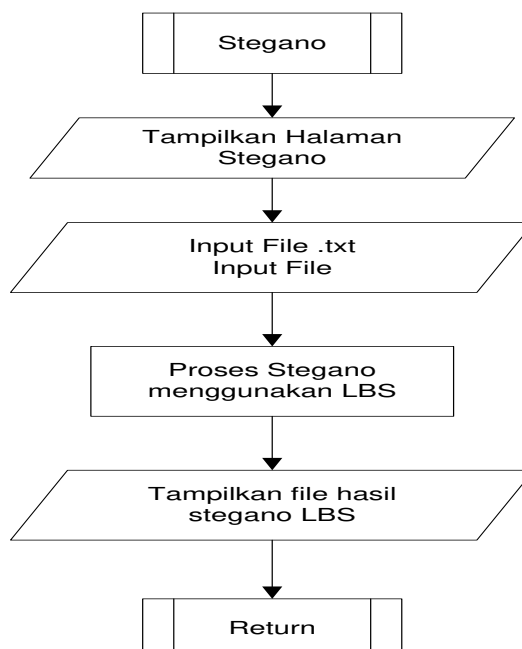 Stegano
Tampilkan Halaman
Stegano
Input File .txt
Input File
Proses Stegano
menggunakan LBS
Tampilkan file hasil
stegano LBS
Return